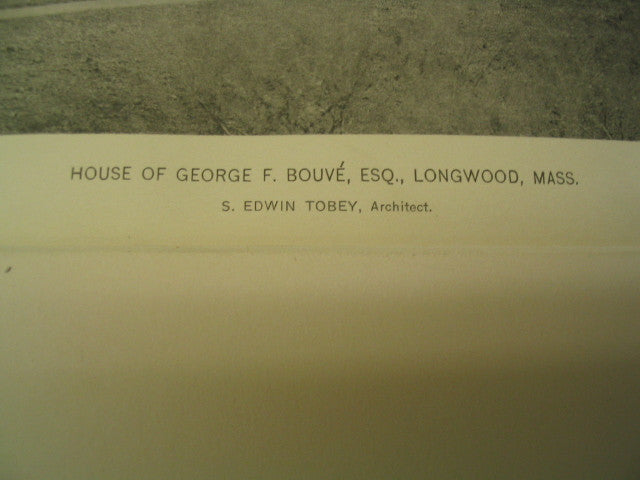 HOUSE OF GEORGE F. BOUVÉ, ESQ., LONGWOOD, MASS.
S. EDWIN TOBEY, Architect.